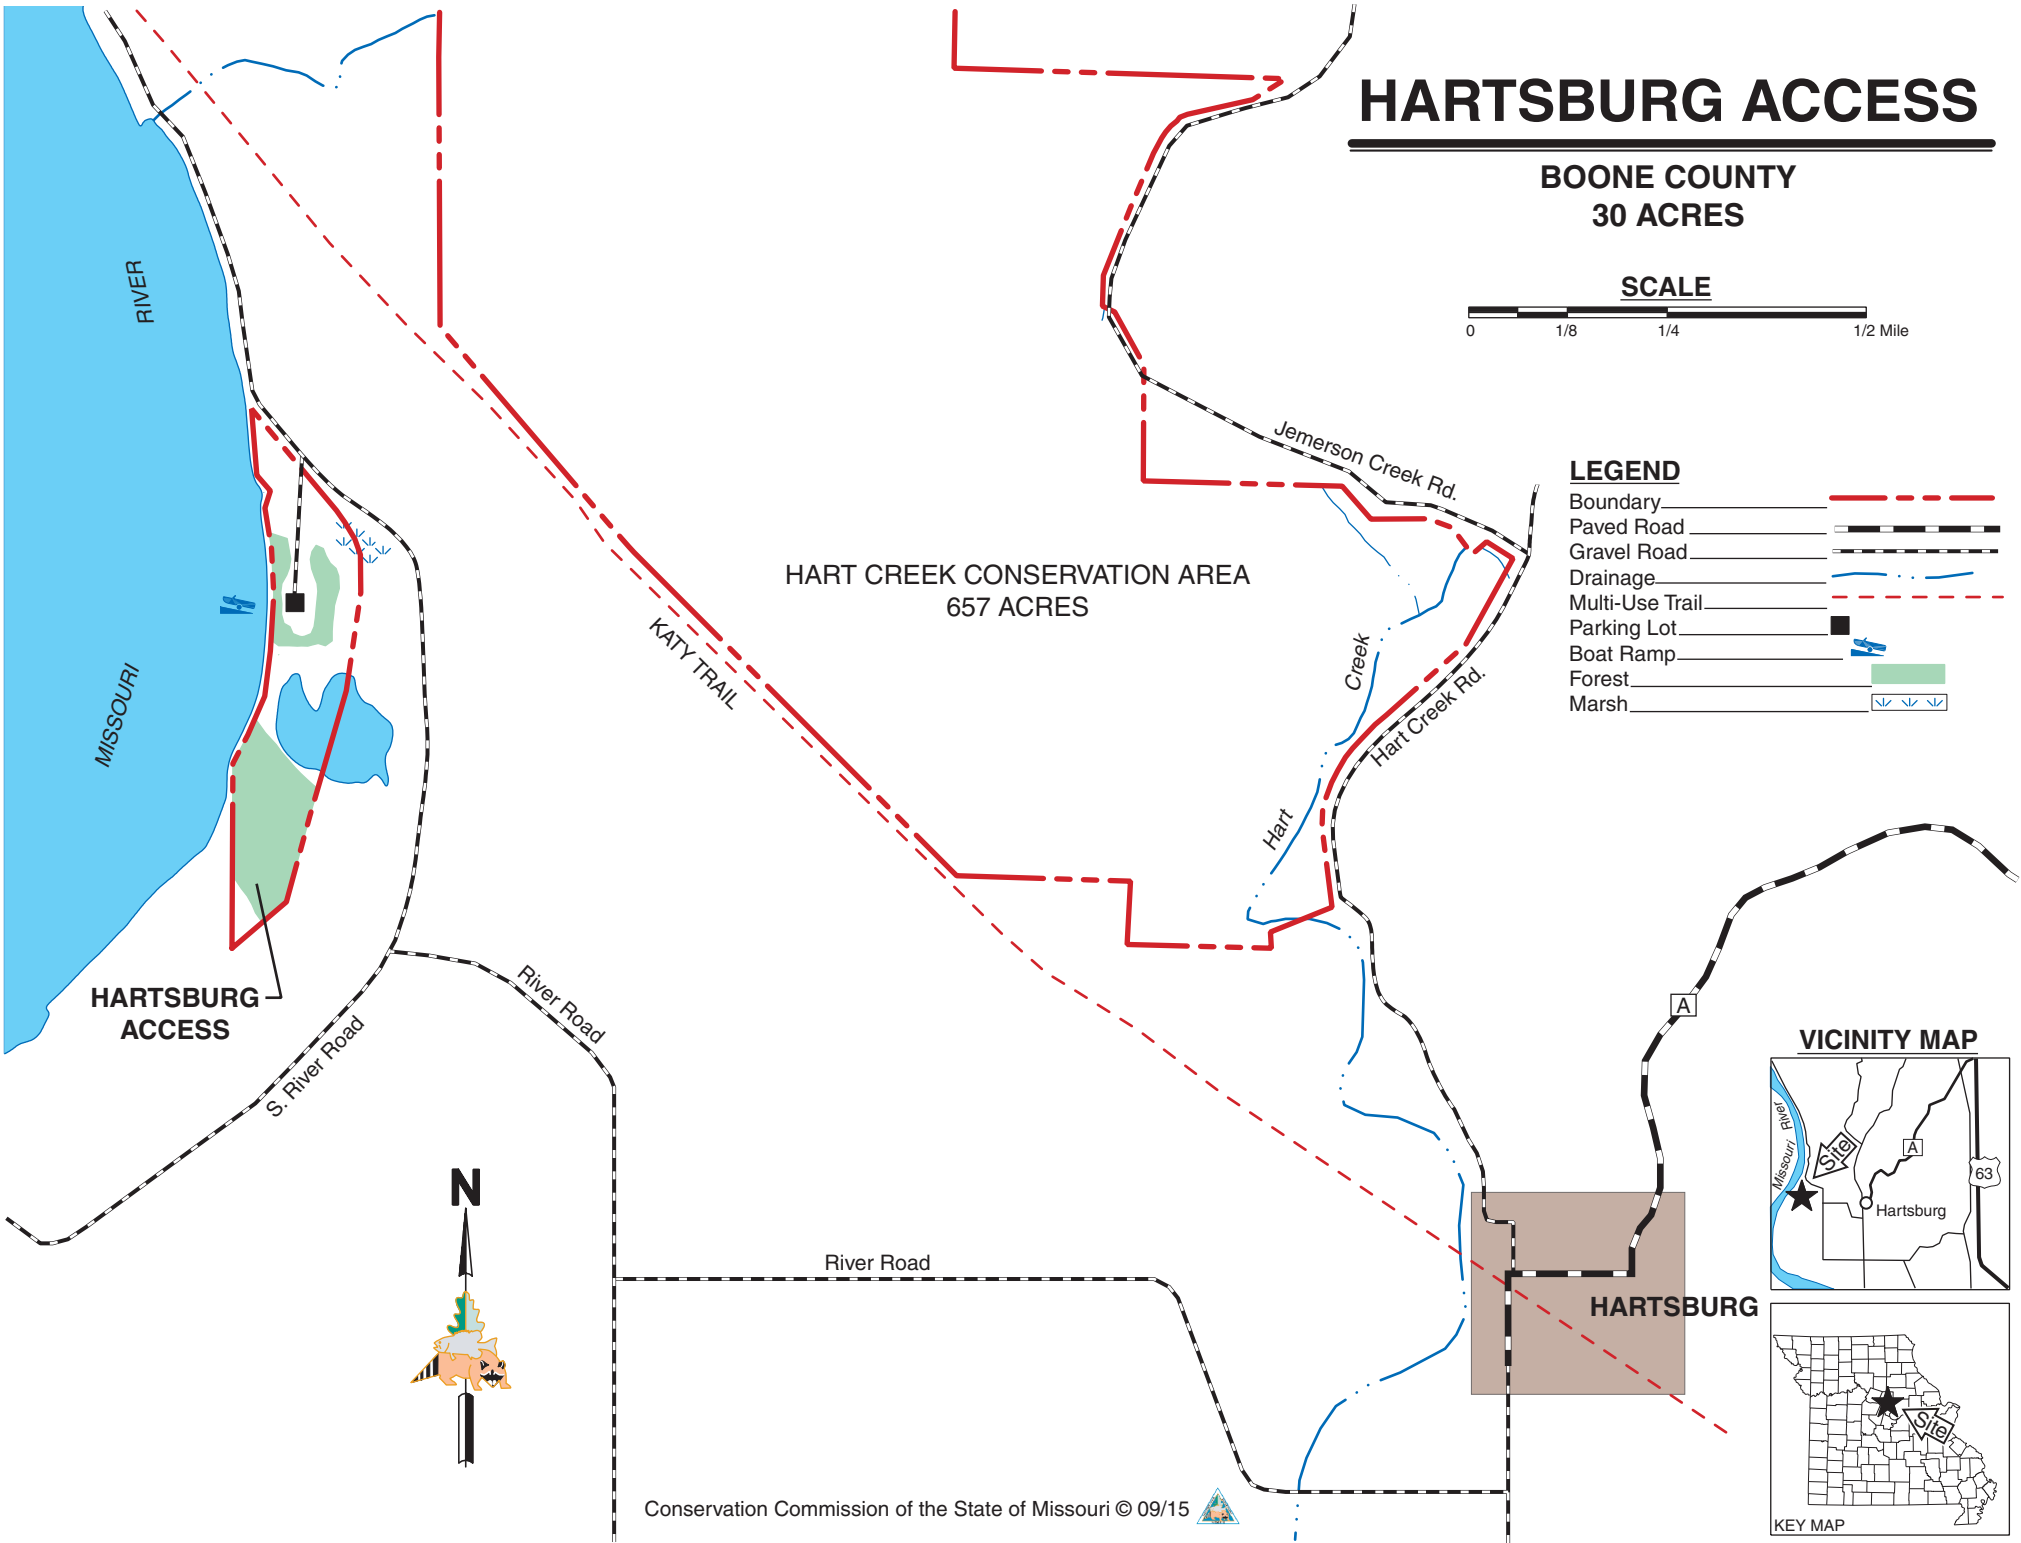 HARTSBURG ACCESS
BOONE COUNTY
30 ACRES
SCALE
0 1/8 1/4 1/2 Mile
RIVER
MISSOURI
Jemerson Creek Rd.
LEGEND
Boundary
Paved Road
Gravel Road
Drainage
Multi-Use Trail
Parking Lot
Boat Ramp
Forest
Marsh
HART CREEK CONSERVATION AREA
657 ACRES
KATY TRAIL
Creek
Hart
Hart Creek Rd.
HARTSBURG
ACCESS
River Road
S. River Road
A
N
River Road
HARTSBURG
VICINITY MAP
Missouri River
Site
A
63
Hartsburg
Site
KEY MAP
Conservation Commission of the State of Missouri © 09/15